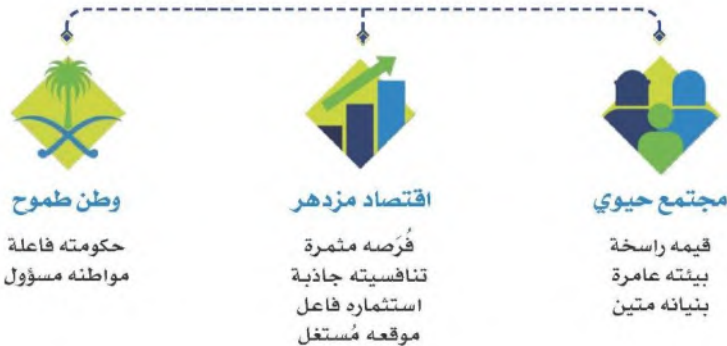 مجتمع حيوي
قيمه راسخة
بيئته عامرة
بنيانه متين
اقتصاد مزدهر
فُرَصه مثمرة
تنافسيته جاذبة
استثماره فاعل
موقعه مُستغل
وطن طموح
حكومته فاعلة
مواطنه مسؤول